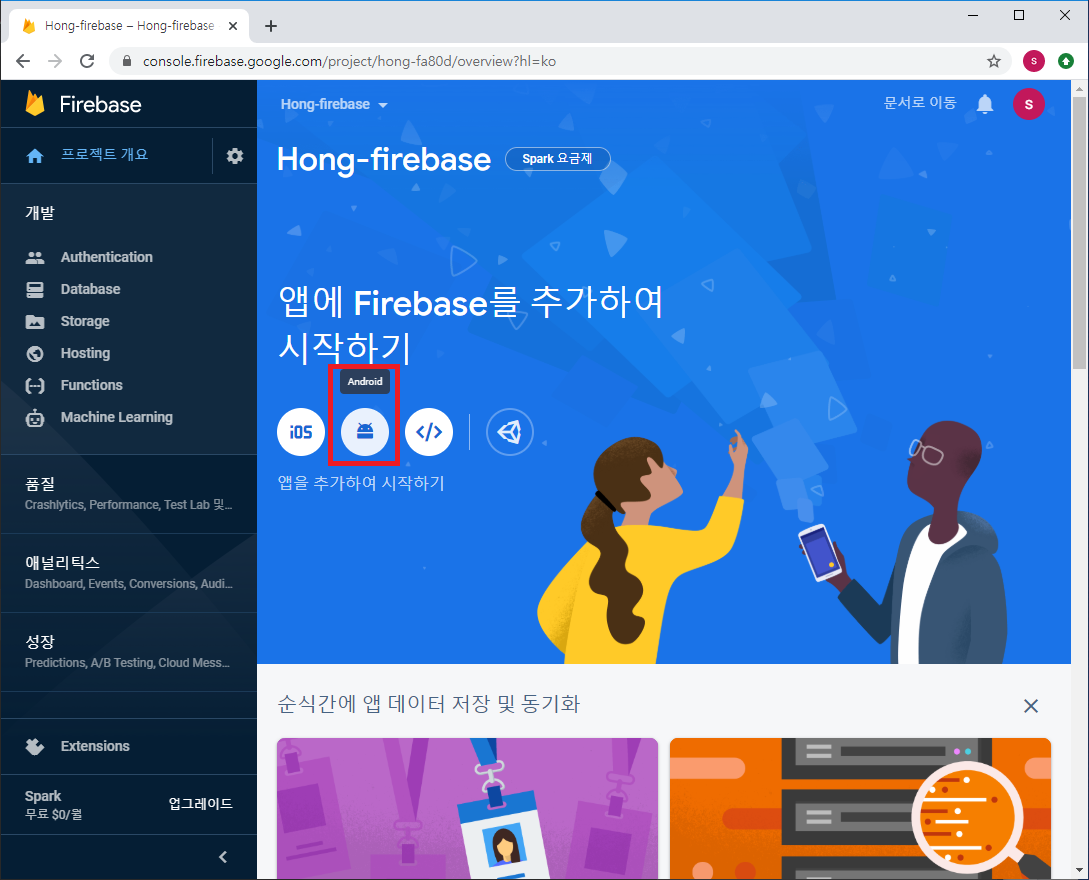 Hong-firebase – Hong-firebase
console.firebase.google.com/project/hong-fa80d/overview?hl=ko
S
Firebase
프로젝트 개요
개발
Authentication
Database
Storage
Hosting
Functions
Machine Learning
품질
Crashlytics, Performance, Test Lab 및...
애널리틱스
Dashboard, Events, Conversions, Audi...
성장
Predictions, A/B Testing, Cloud Mess...
Extensions
Spark
무료 $0/월
업그레이드
Hong-firebase
문서로 이동
S
Hong-firebase
Spark 요금제
앱에 Firebase를 추가하여
시작하기
Android
iOS
앱을 추가하여 시작하기
순식간에 앱 데이터 저장 및 동기화